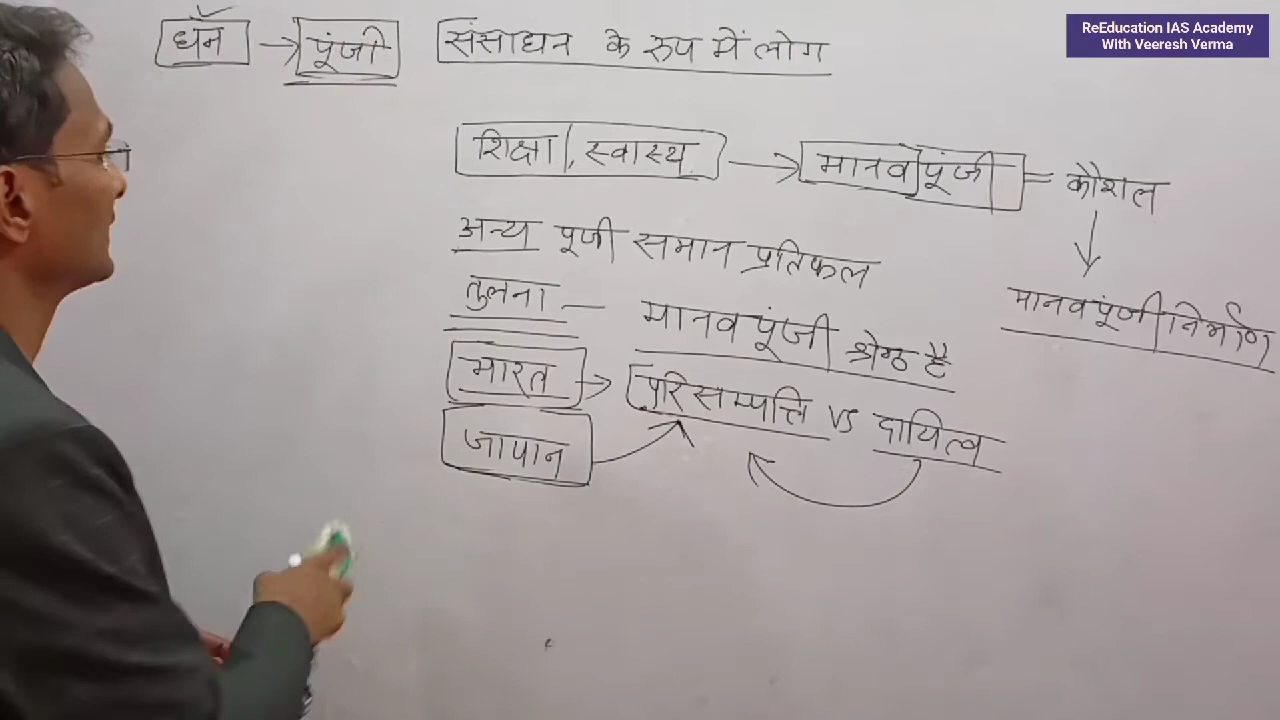 धन → पूंजी संसाधन के रुप में लोग
ReEducation IAS Academy
With Veeresh Verma
शिक्षा, स्वास्थ्य → मानव पूंजी = कौशल
अन्य पूंजी समान प्रतिफल
↓
मानव पूंजी निर्माण
तुलना – मानव पूंजी श्रेष्ठ है
भारत → परिसम्पत्ति vs दायित्व
जापान